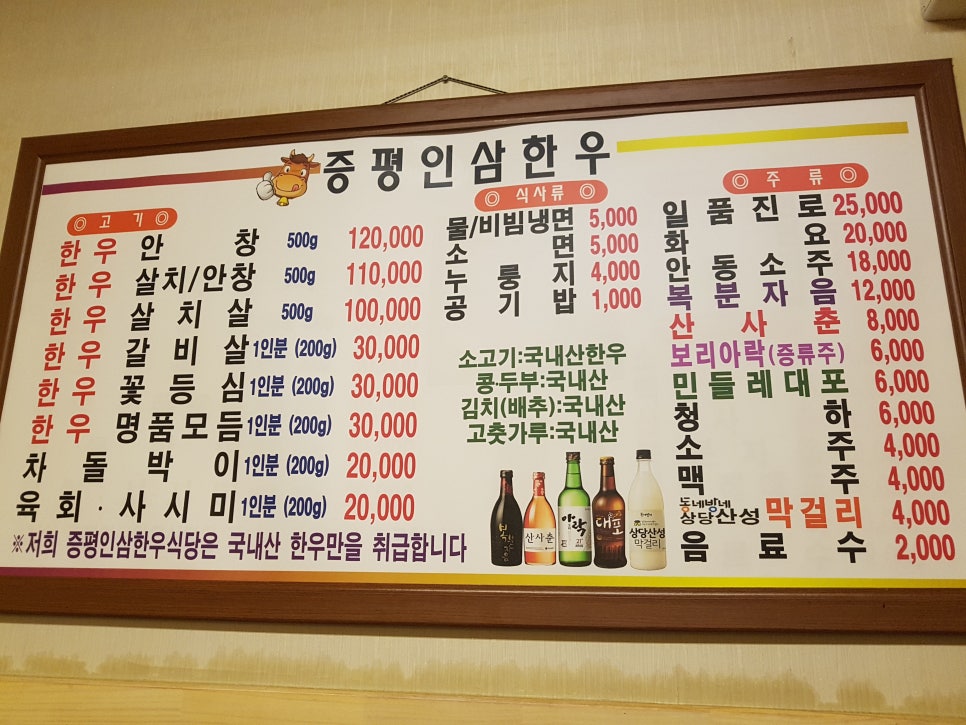 증평인삼한우
◎ 고기 ◎
한우 안창 500g 120,000
한우 살치/안창 500g 110,000
한우 살치살 500g 100,000
한우 갈비살 1인분 (200g) 30,000
한우 꽃등심 1인분 (200g) 30,000
한우 명품모듬 1인분 (200g) 30,000
차돌박이 1인분 (200g) 20,000
육회·사시미 1인분 (200g) 20,000
※저희 증평인삼한우식당은 국내산 한우만을 취급합니다
◎ 식사류 ◎
물/비빔냉면 5,000
소면 5,000
누룽지 4,000
공기밥 1,000
소고기:국내산한우
콩·두부:국내산
김치(배추):국내산
고춧가루:국내산
산사춘
대포
상당산성
막걸리
◎ 주류 ◎
일품진로 25,000
화요 20,000
안동소주 18,000
복분자음 12,000
산사춘 8,000
보리아락(증류주) 6,000
민들레대포 6,000
청하 6,000
소주 4,000
맥주 4,000
동네방네 상당산성 막걸리 4,000
음료수 2,000